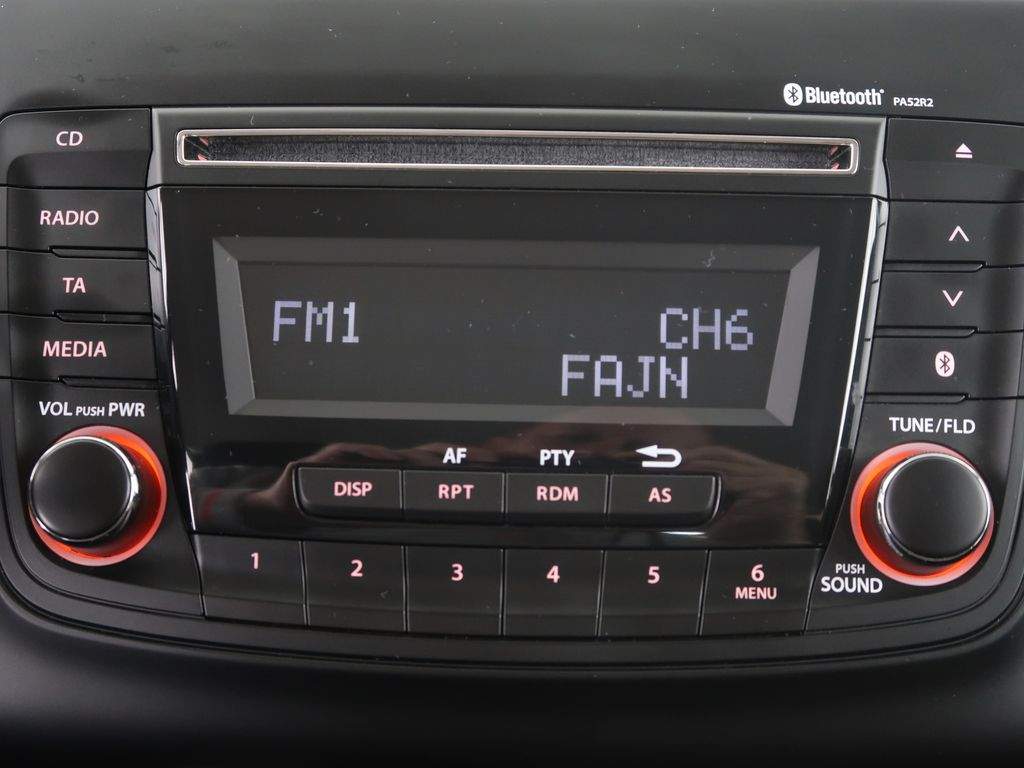 Bluetooth PA52R2
CD
RADIO
TA
MEDIA
VOL PUSH PWR
FM1 CH6
FAJN
AF PTY
DISP RPT RDM AS
1 2 3 4 5 6
MENU
TUNE/FLD
PUSH
SOUND